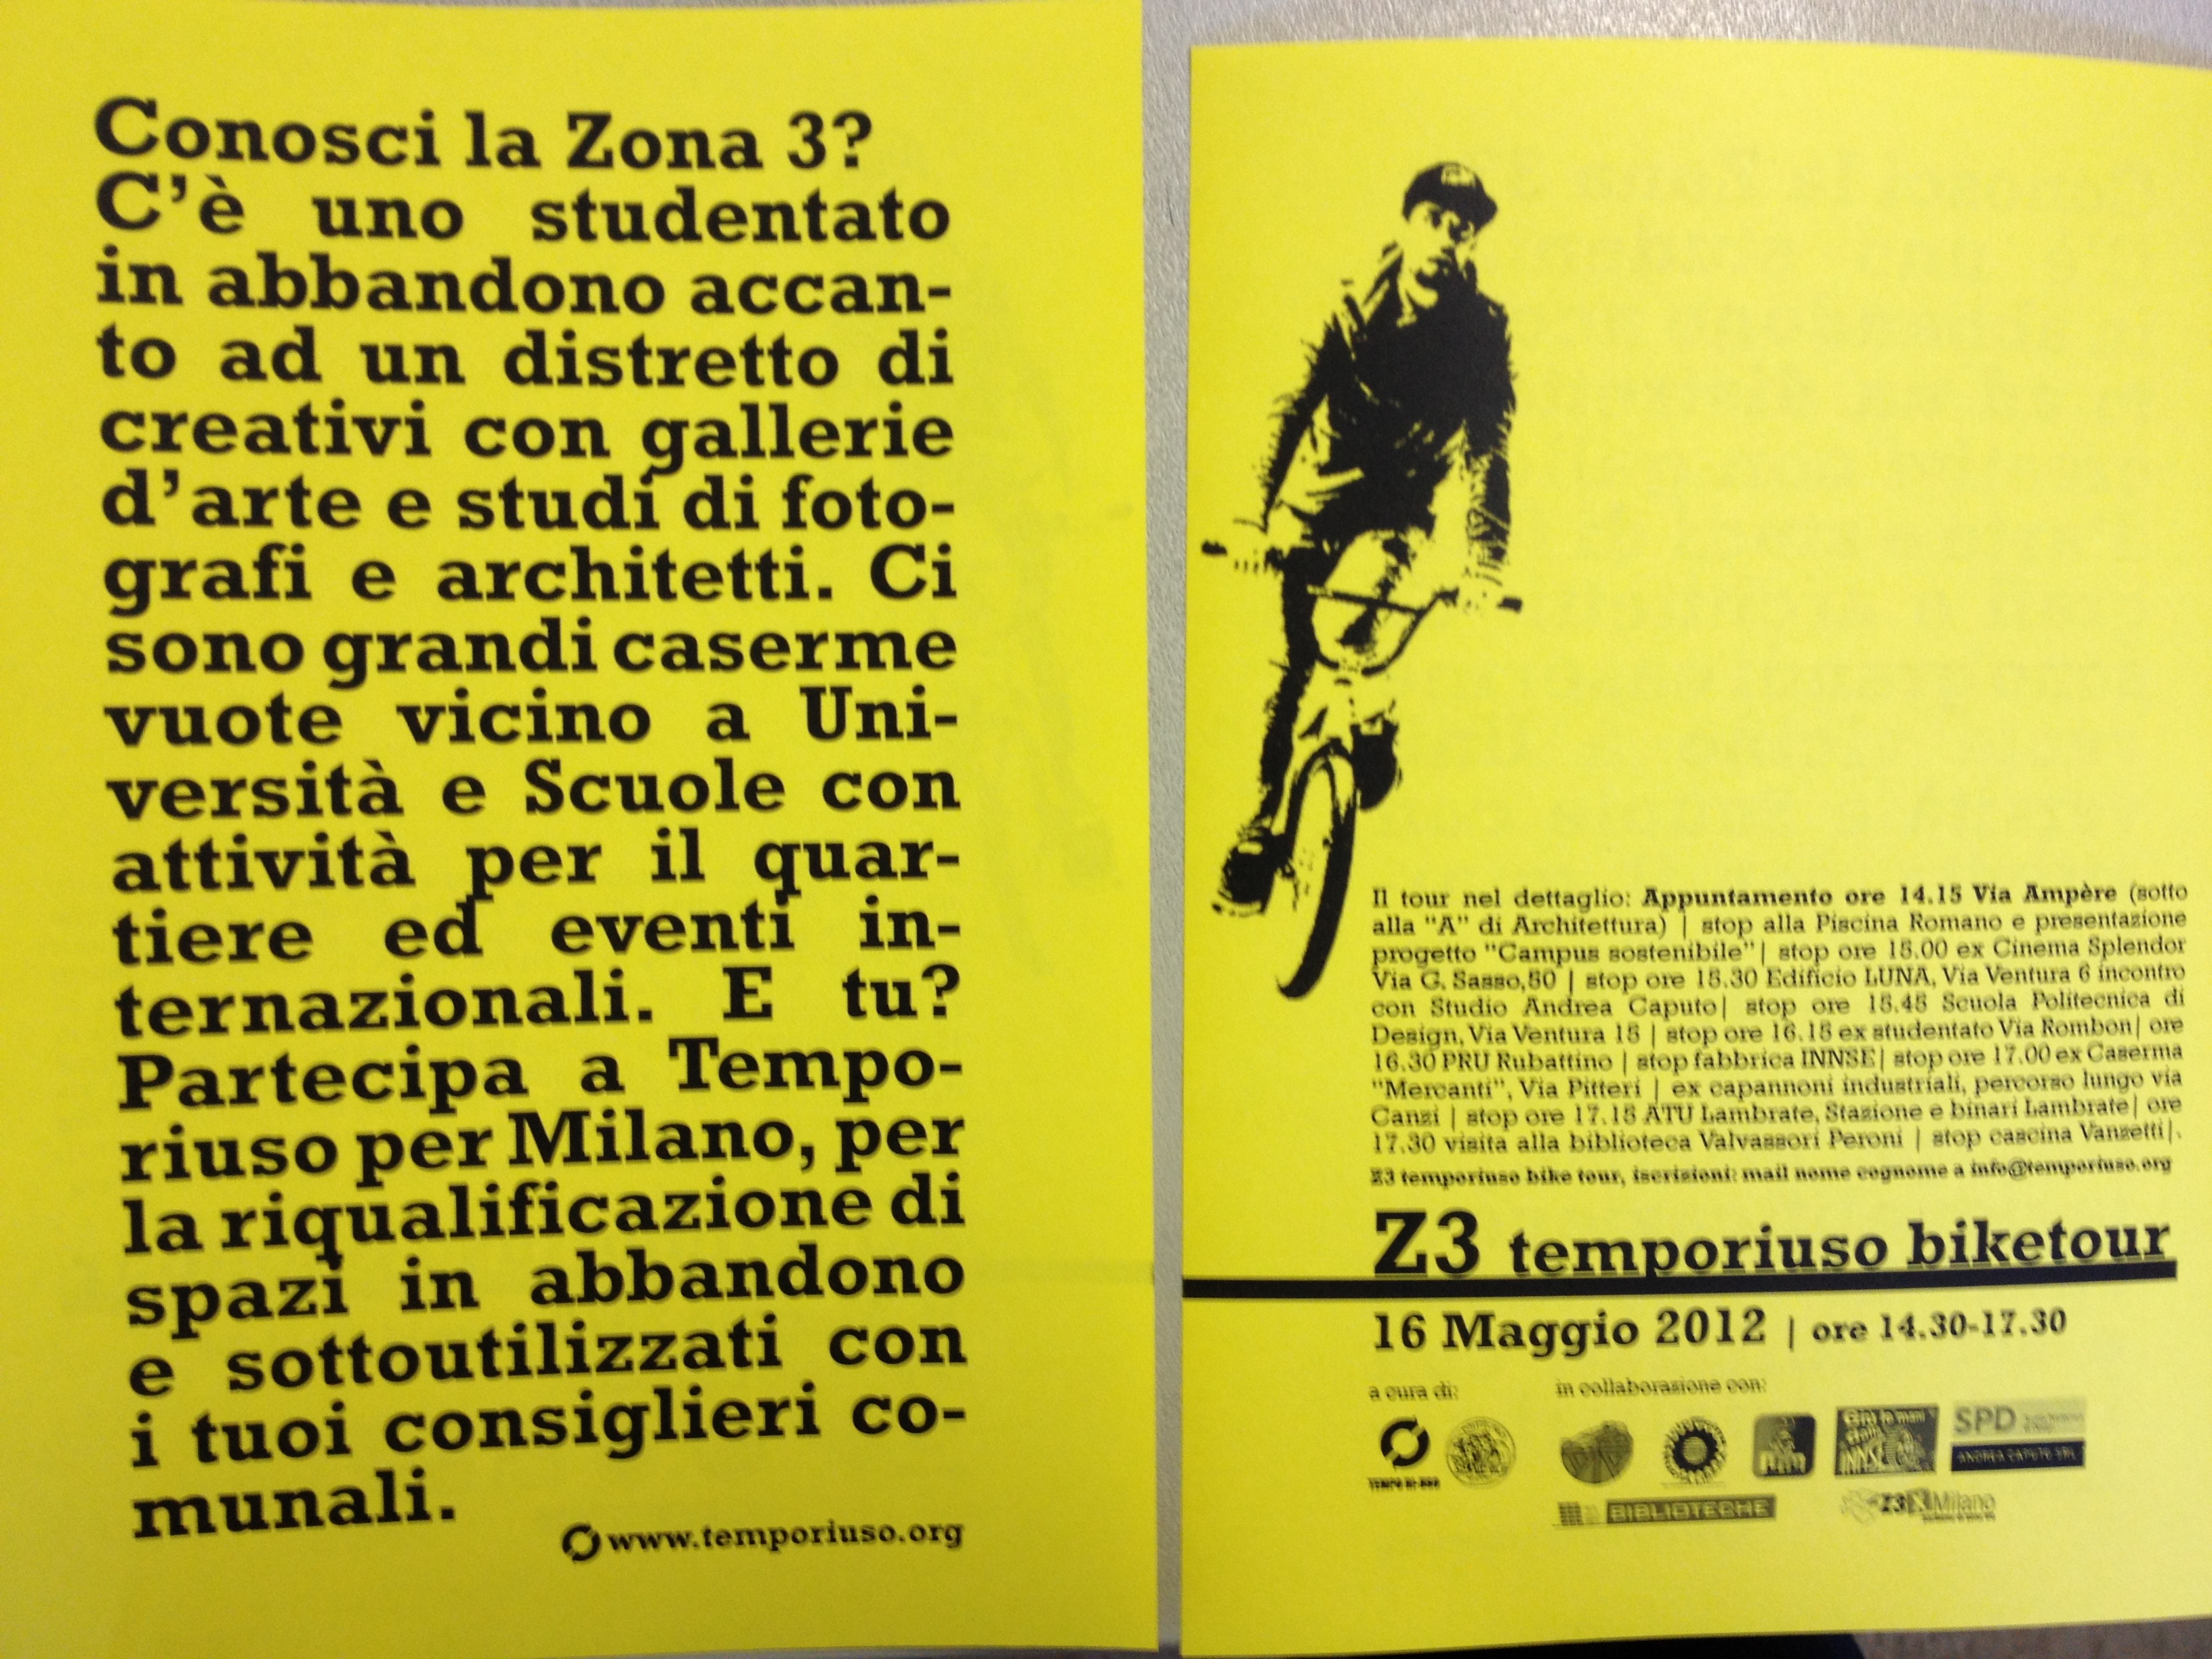 Conosci la Zona 3?
C'è uno studentato
in abbandono accan-
to ad un distretto di
creativi con gallerie
d'arte e studi di foto-
grafi e architetti. Ci
sono grandi caserme
vuote vicino a Uni-
versità e Scuole con
attività per il quar-
tiere ed eventi in-
ternazionali. E tu?
Partecipa a Tempo-
riuso per Milano, per
la riqualificazione di
spazi in abbandono
e sottoutilizzati con
i tuoi consiglieri co-
munali.
www.temporiuso.org
Il tour nel dettaglio: Appuntamento ore 14.15 Via Ampère (sotto
alla "A" di Architettura) | stop alla Piscina Romano e presentazione
progetto "Campus sostenibile"| stop ore 15.00 ex Cinema Splendor
Via G. Sasso,50 | stop ore 15.30 Edificio LUNA, Via Ventura 6 incontro
con Studio Andrea Caputo| stop ore 15.45 Scuola Politecnica di
Design, Via Ventura 15 | stop ore 16.15 ex studentato Via Rombon| ore
16.30 PRU Rubattino | stop fabbrica INNSE| stop ore 17.00 ex Caserma
"Mercanti", Via Pitteri | ex capannoni industriali, percorso lungo via
Canzi | stop ore 17.15 ATU Lambrate, Stazione e binari Lambrate| ore
17.30 visita alla biblioteca Valvassori Peroni | stop cascina Vanzetti|.
Z3 temporiuso bike tour, iscrizioni: mail nome cognome a info@temporiuso.org
Z3 temporiuso biketour
16 Maggio 2012 | ore 14.30-17.30
a cura di: in collaborazione con:
SPD
ANDREA CAPUTO SRL
INNSE
BIBLIOTECHE
Z3XMilano